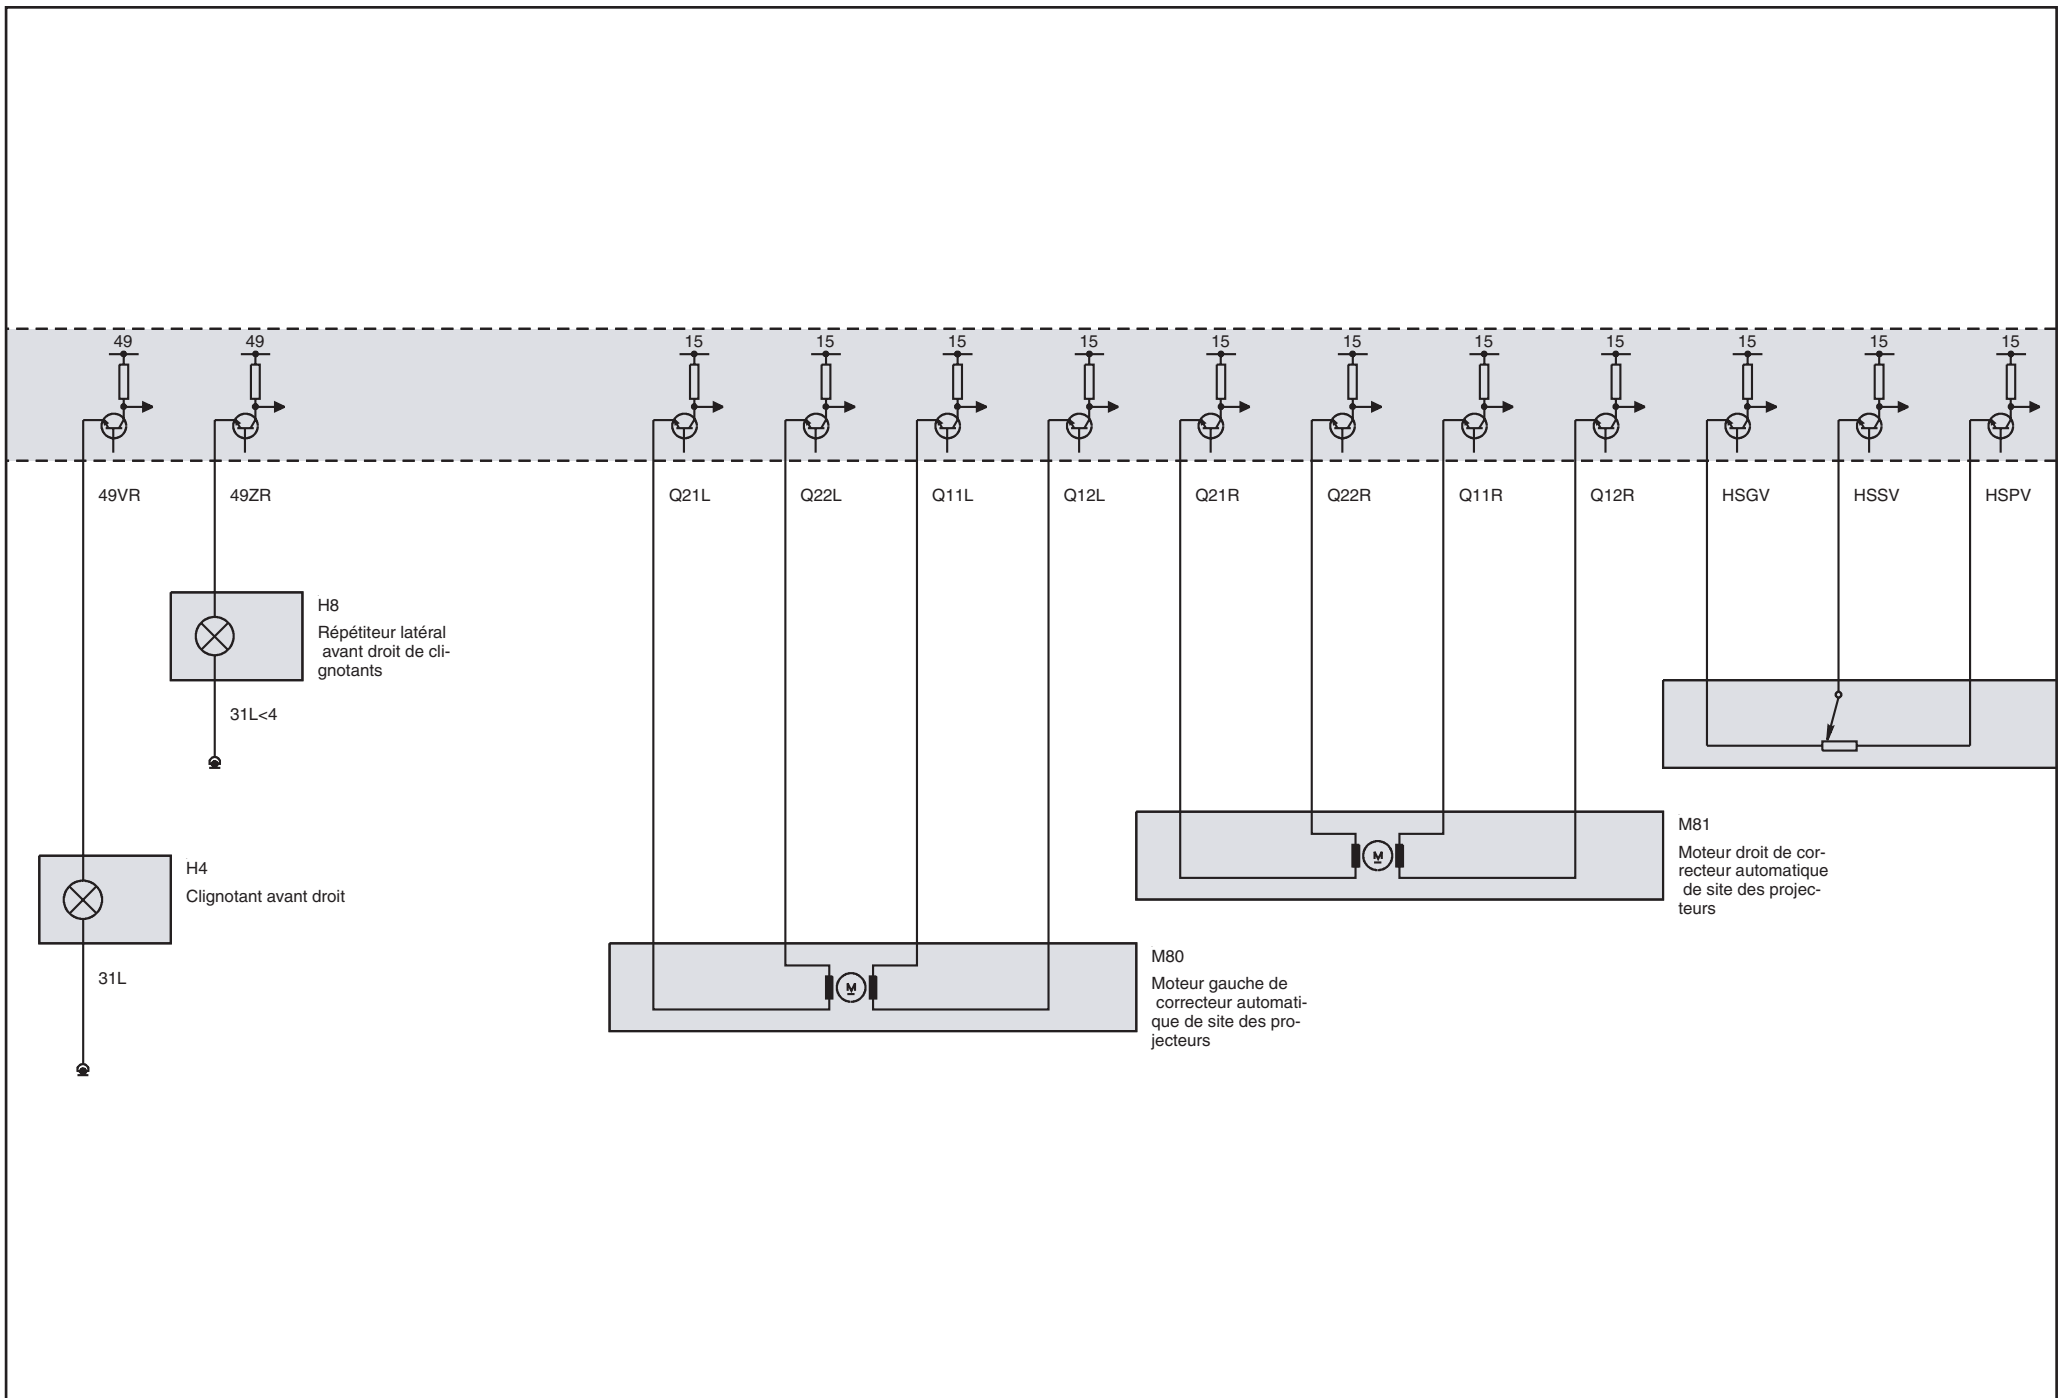 49 49 15 15 15 15 15 15 15 15 15 15 15
49VR 49ZR Q21L Q22L Q11L Q12L Q21R Q22R Q11R Q12R HSGV HSSV HSPV
H8
Répétiteur latéral
avant droit de cli-
gnotants
31L<4
H4
Clignotant avant droit
31L
M
M80
Moteur gauche de
correcteur automati-
que de site des pro-
jecteurs
M
M81
Moteur droit de cor-
recteur automatique
de site des projec-
teurs